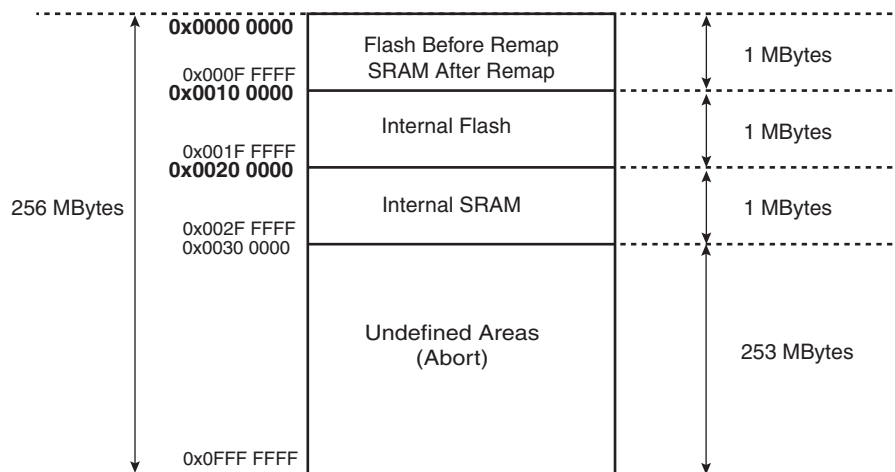 0x0000 0000
Flash Before Remap
SRAM After Remap
1 MBytes
0x000F FFFF
0x0010 0000
Internal Flash
1 MBytes
0x001F FFFF
0x0020 0000
256 MBytes
Internal SRAM
1 MBytes
0x002F FFFF
0x0030 0000
Undefined Areas
(Abort)
253 MBytes
0x0FFF FFFF